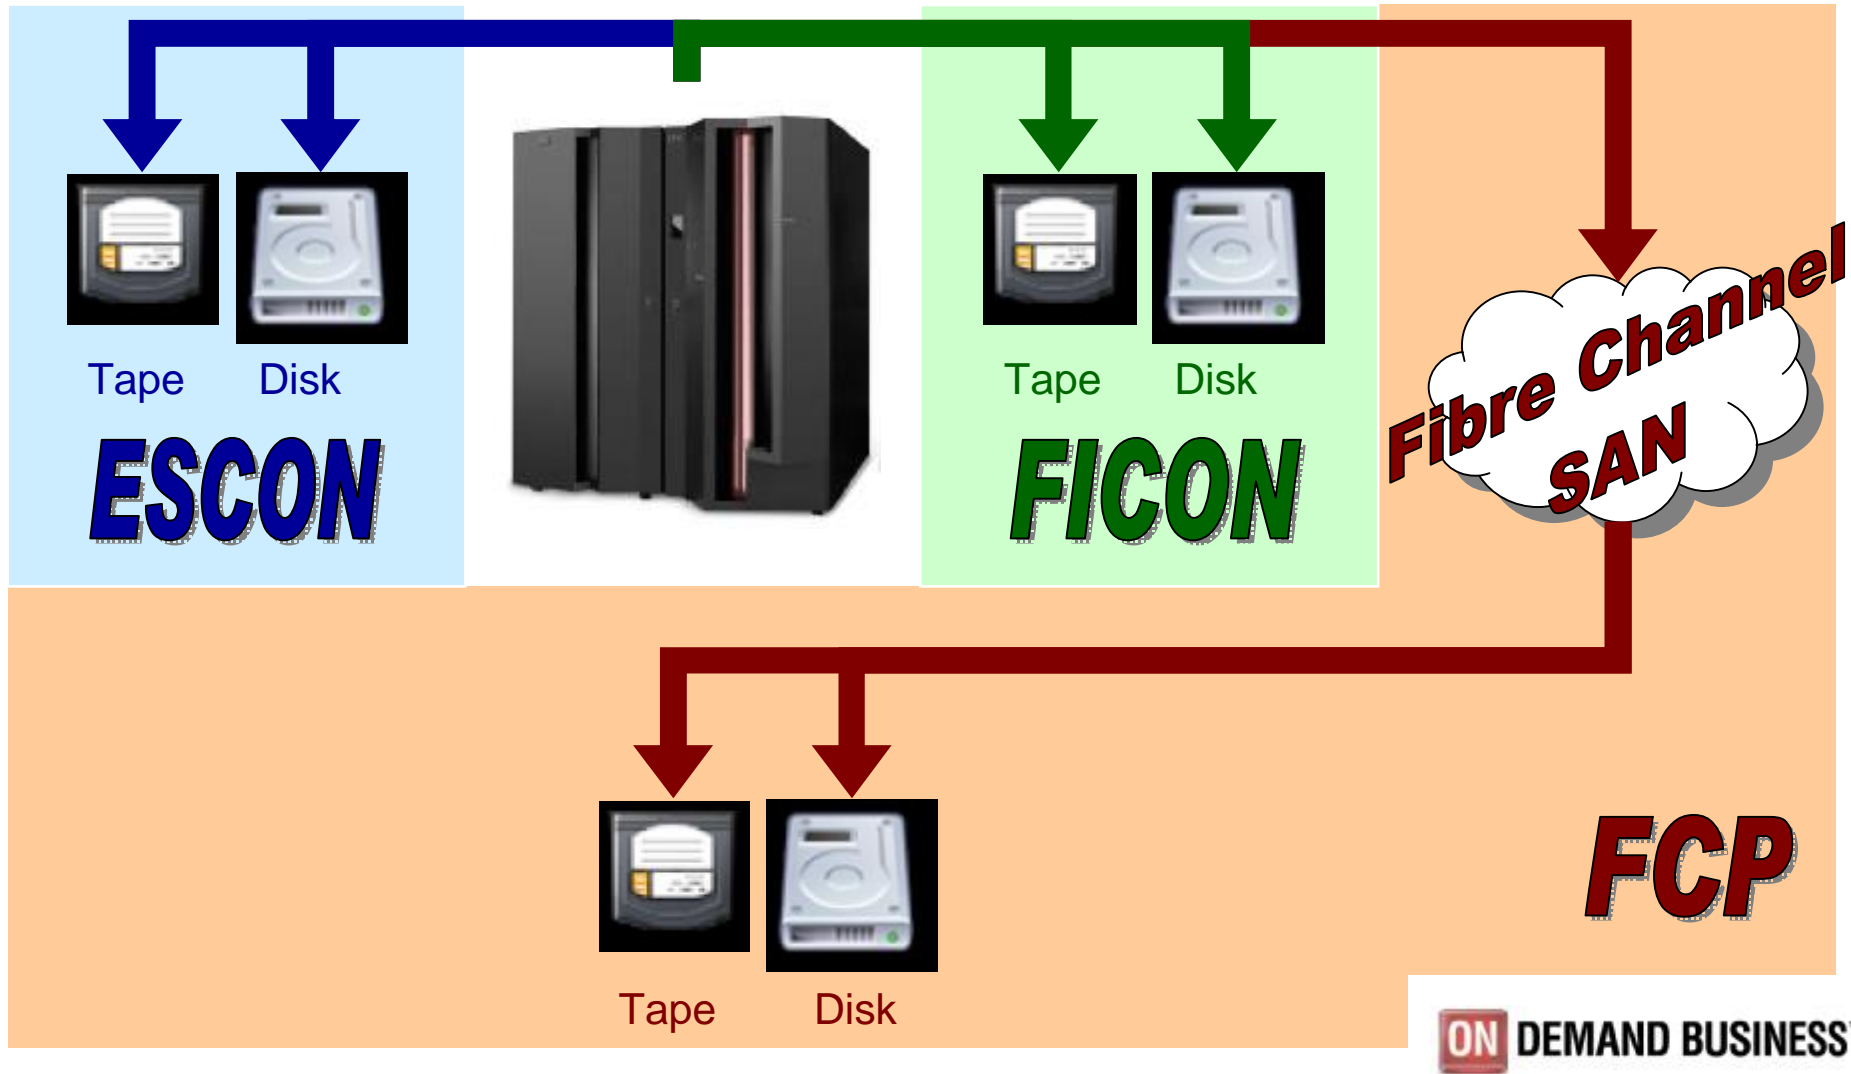 Tape Disk
ESCON
Tape Disk
FICON
Fibre Channel
SAN
Tape Disk
FCP
ON DEMAND BUSINESS